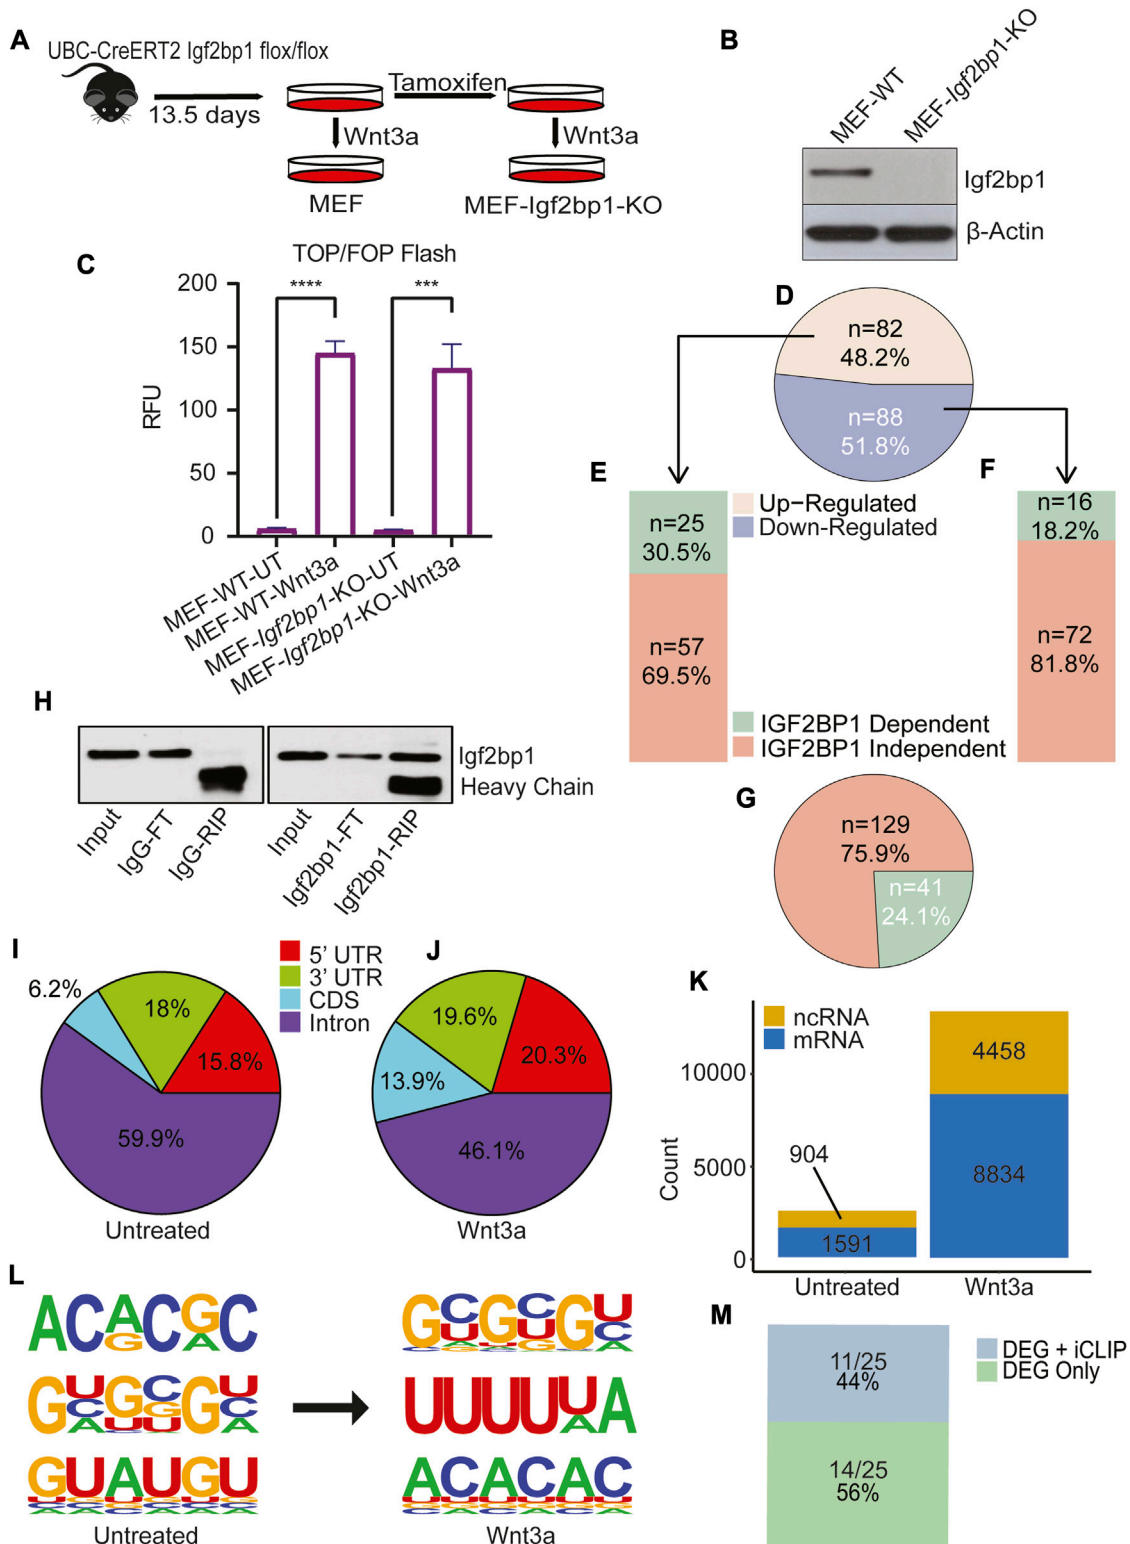 A
UBC-CreERT2 Igf2bp1 flox/flox
13.5 days
Tamoxifen
Wnt3a
Wnt3a
MEF
MEF-Igf2bp1-KO
B
MEF-WT
MEF-Igf2bp1-KO
Igf2bp1
β-Actin
C
TOP/FOP Flash
200
150
100
50
0
RFU
****
***
MEF-WT-UT
MEF-WT-Wnt3a
MEF-Igf2bp1-KO-UT
MEF-Igf2bp1-KO-Wnt3a
D
n=82
48.2%
n=88
51.8%
Up-Regulated
Down-Regulated
E
n=25
30.5%
n=57
69.5%
F
n=16
18.2%
n=72
81.8%
IGF2BP1 Dependent
IGF2BP1 Independent
G
n=129
75.9%
n=41
24.1%
H
Igf2bp1
Heavy Chain
Input
IgG-FT
IgG-RIP
Input
Igf2bp1-FT
Igf2bp1-RIP
I
6.2%
18%
15.8%
59.9%
Untreated
5' UTR
3' UTR
CDS
Intron
J
19.6%
20.3%
13.9%
46.1%
Wnt3a
K
ncRNA
mRNA
10000
5000
0
Count
904
1591
4458
8834
Untreated
Wnt3a
L
ACACGC
GUGCGU
GUAUGU
Untreated
GCGCGU
UUUUUA
ACACAC
Wnt3a
M
11/25
44%
14/25
56%
DEG + iCLIP
DEG Only